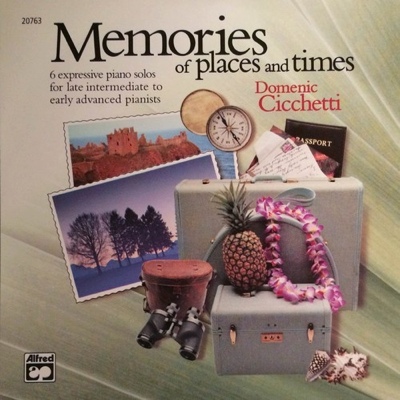 20763
Memories
of places and times
6 expressive piano solos
for late intermediate to
early advanced pianists
Domenic
Cicchetti
PASSPORT
Alfred